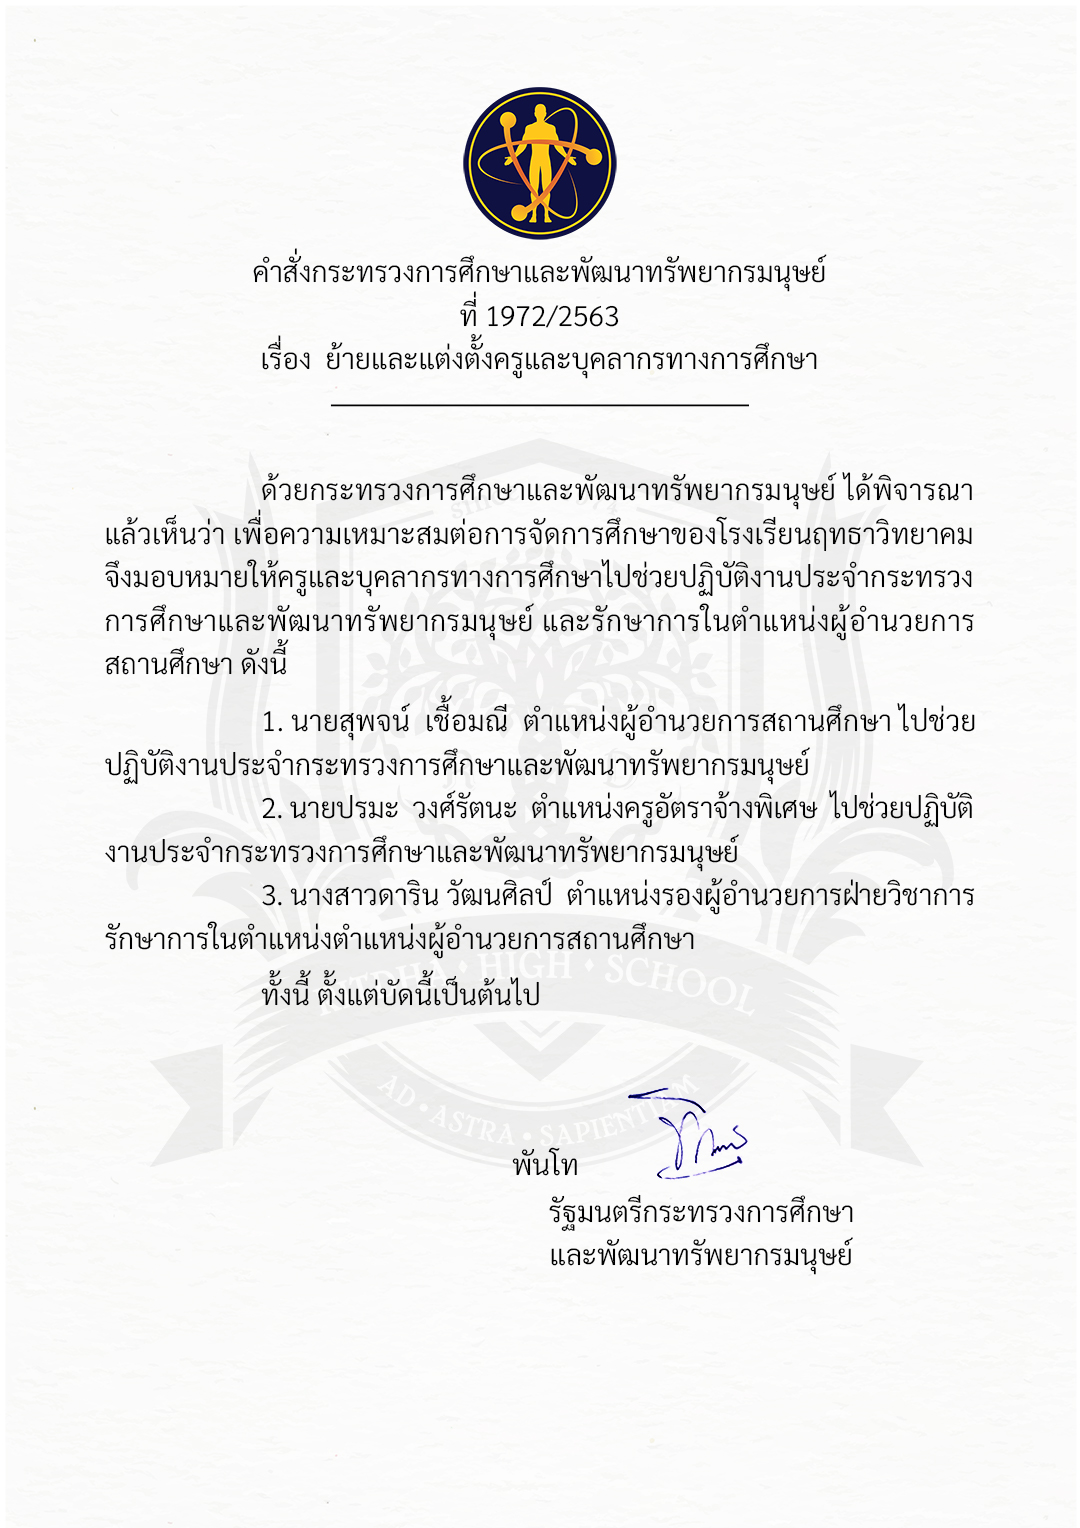 คำสั่งกระทรวงการศึกษาและพัฒนาทรัพยากรมนุษย์
ที่ 1972/2563
เรื่อง ย้ายและแต่งตั้งครูและบุคลากรทางการศึกษา
ด้วยกระทรวงการศึกษาและพัฒนาทรัพยากรมนุษย์ ได้พิจารณา
แล้วเห็นว่า เพื่อความเหมาะสมต่อการจัดการศึกษาของโรงเรียนฤทธาวิทยาคม
จึงมอบหมายให้ครูและบุคลากรทางการศึกษาไปช่วยปฏิบัติงานประจำกระทรวง
การศึกษาและพัฒนาทรัพยากรมนุษย์ และรักษาการในตำแหน่งผู้อำนวยการ
สถานศึกษา ดังนี้
1. นายสุพจน์ เชื้อมณี ตำแหน่งผู้อำนวยการสถานศึกษา ไปช่วย
ปฏิบัติงานประจำกระทรวงการศึกษาและพัฒนาทรัพยากรมนุษย์
2. นายปรมะ วงศ์รัตนะ ตำแหน่งครูอัตราจ้างพิเศษ ไปช่วยปฏิบัติ
งานประจำกระทรวงการศึกษาและพัฒนาทรัพยากรมนุษย์
3. นางสาวดาริน วัฒนศิลป์ ตำแหน่งรองผู้อำนวยการฝ่ายวิชาการ
รักษาการในตำแหน่งตำแหน่งผู้อำนวยการสถานศึกษา
RITDHA • HIGH • SCHOOL
ทั้งนี้ ตั้งแต่บัดนี้เป็นต้นไป
AD • ASTRA • SAPIENTIEM
พันโท
รัฐมนตรีกระทรวงการศึกษา
และพัฒนาทรัพยากรมนุษย์